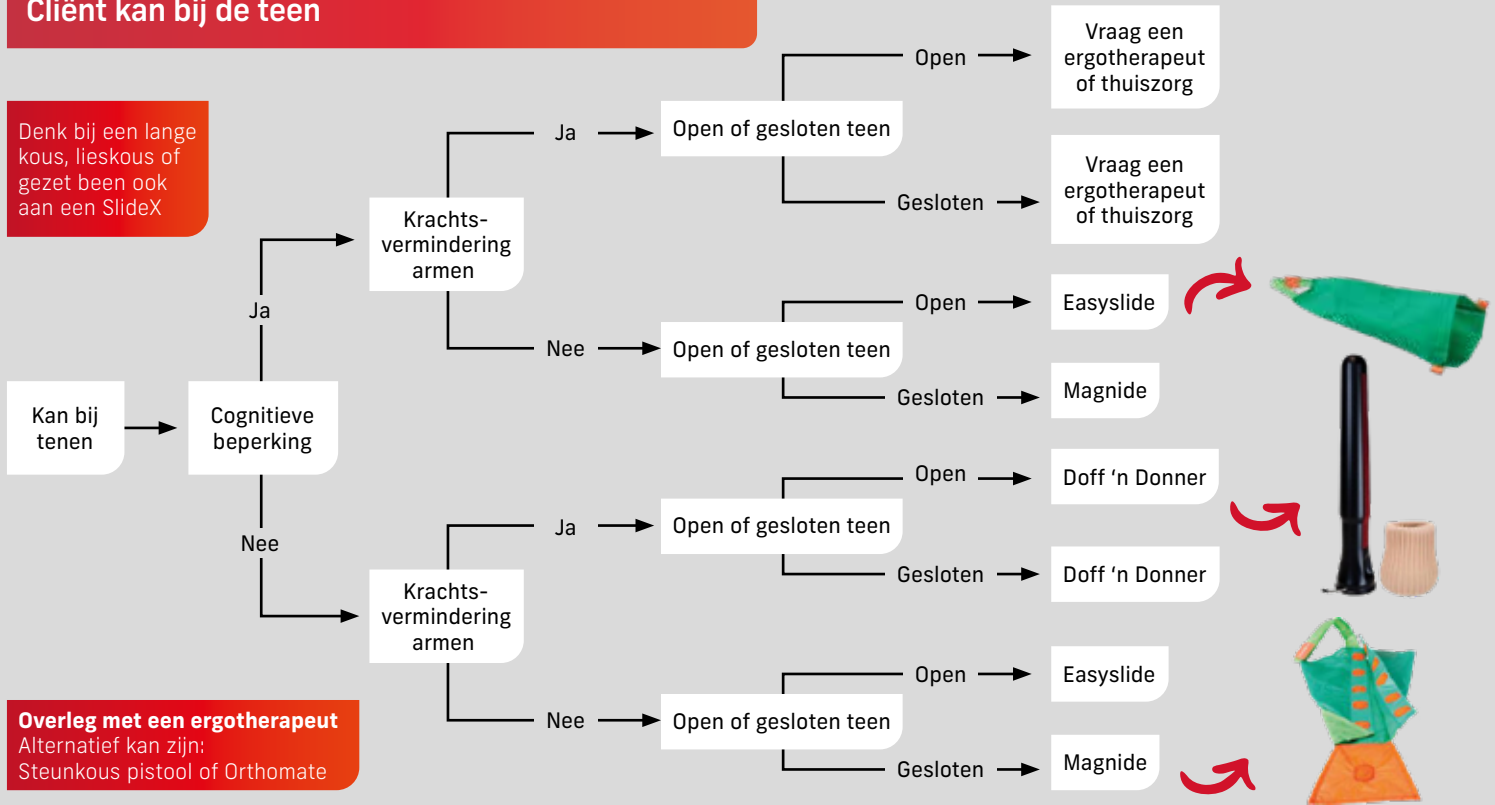 Cliënt kan bij de teen
Denk bij een lange
kous, lieskous of
gezet been ook
aan een SlideX
Kan bij
tenen
Cognitieve
beperking
Ja
Nee
Krachts-
vermindering
armen
Ja
Nee
Open of gesloten teen
Open
Vraag een
ergotherapeut
of thuiszorg
Gesloten
Vraag een
ergotherapeut
of thuiszorg
Open of gesloten teen
Open
Easyslide
Gesloten
Magnide
Krachts-
vermindering
armen
Ja
Nee
Open of gesloten teen
Open
Doff ‘n Donner
Gesloten
Doff ‘n Donner
Open of gesloten teen
Open
Easyslide
Gesloten
Magnide
Overleg met een ergotherapeut
Alternatief kan zijn:
Steunkous pistool of Orthomate